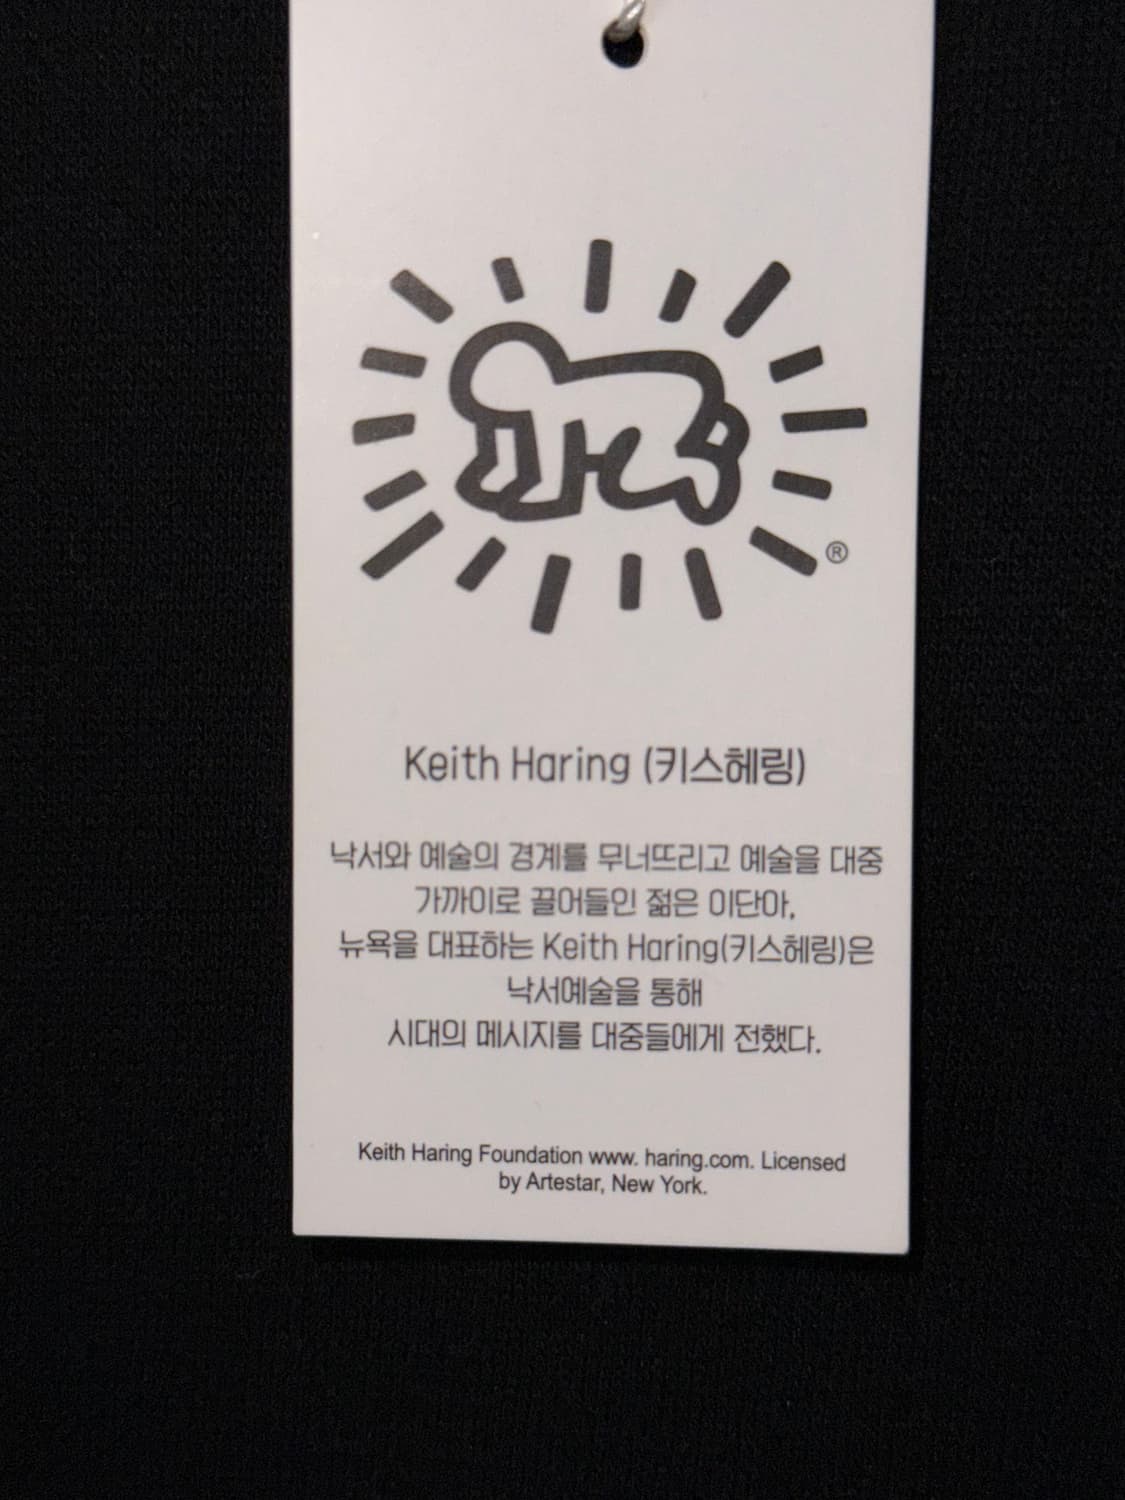 ®
Keith Haring (키스헤링)
낙서와 예술의 경계를 무너뜨리고 예술을 대중
가까이로 끌어들인 젊은 이단아,
뉴욕을 대표하는 Keith Haring(키스헤링)은
낙서예술을 통해
시대의 메시지를 대중들에게 전했다.
Keith Haring Foundation www. haring.com. Licensed
by Artestar, New York.